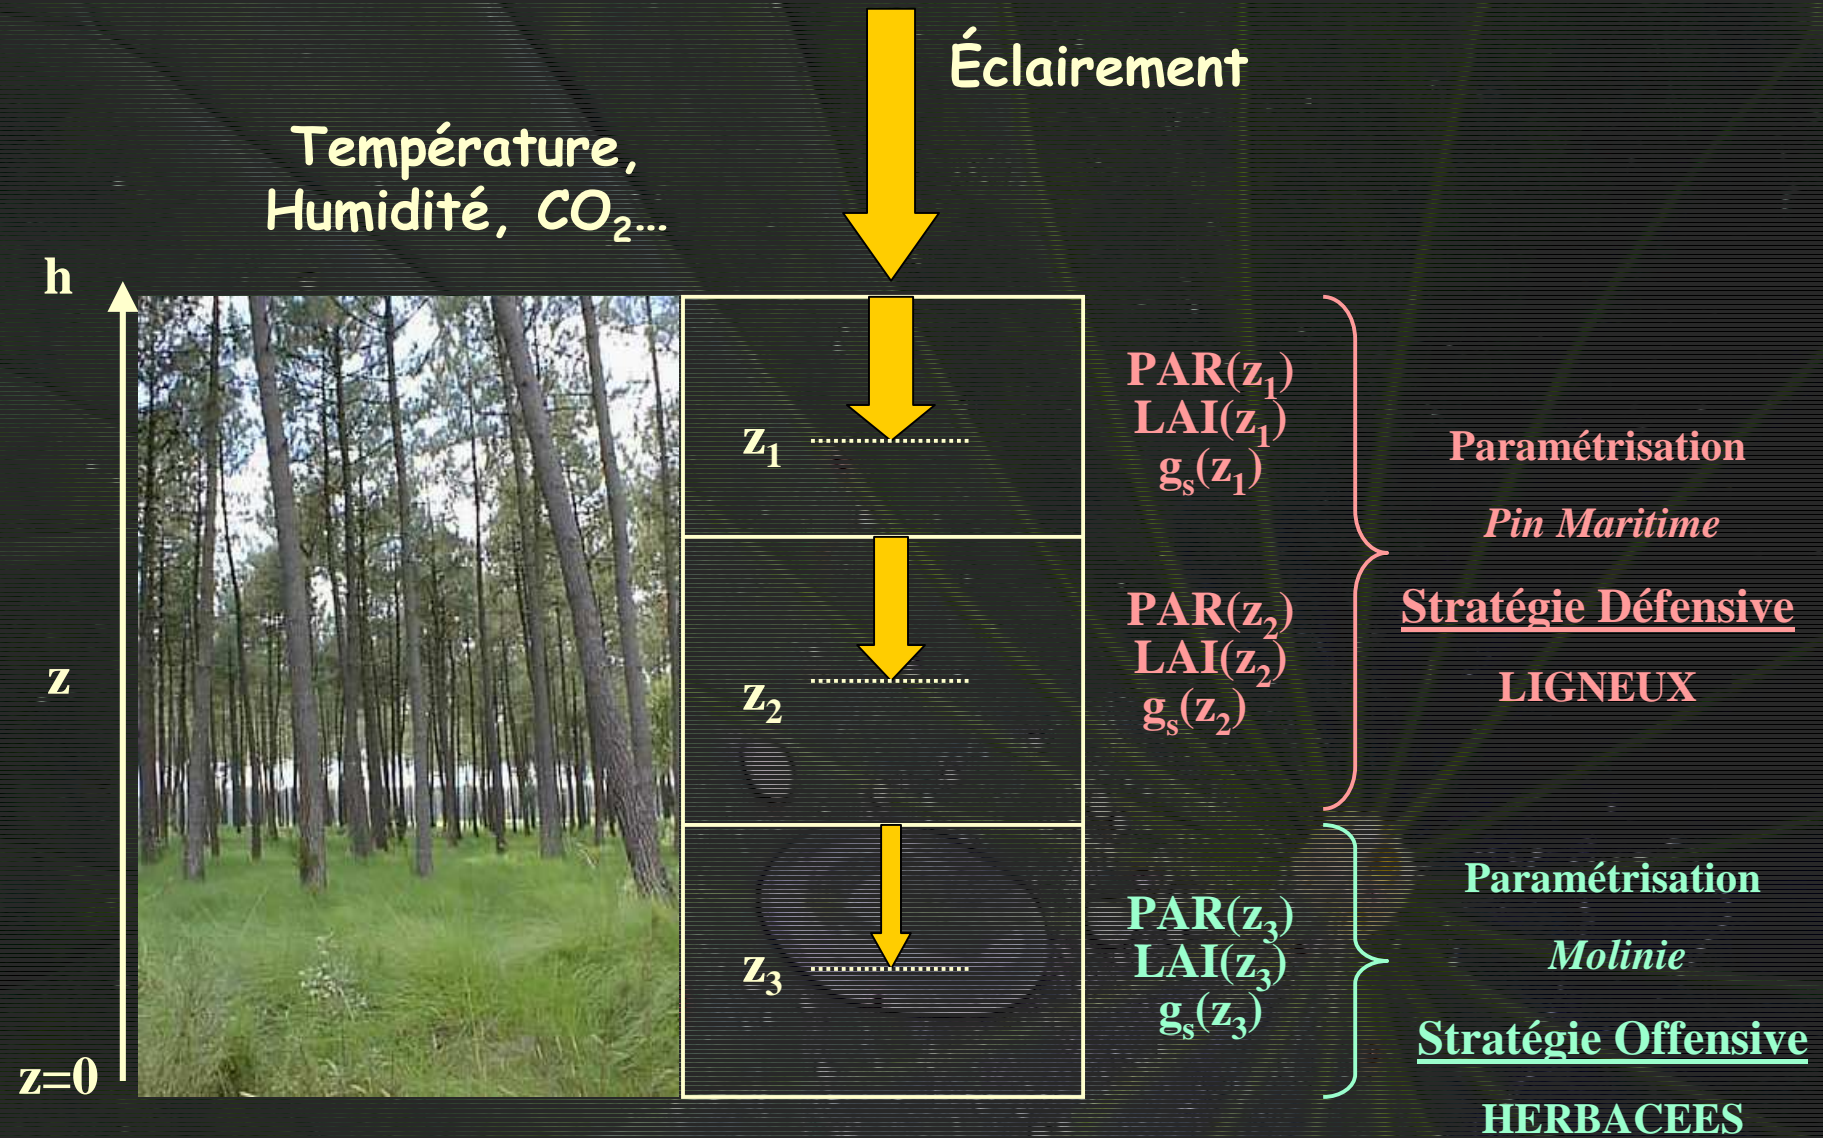 Éclairement
Température,
Humidité, CO₂...
h
z
z=0
z₁
z₂
z₃
PAR(z₁)
LAI(z₁)
gₛ(z₁)
PAR(z₂)
LAI(z₂)
gₛ(z₂)
Paramétrisation
Pin Maritime
Stratégie Défensive
LIGNEUX
PAR(z₃)
LAI(z₃)
gₛ(z₃)
Paramétrisation
Molinie
Stratégie Offensive
HERBACEES